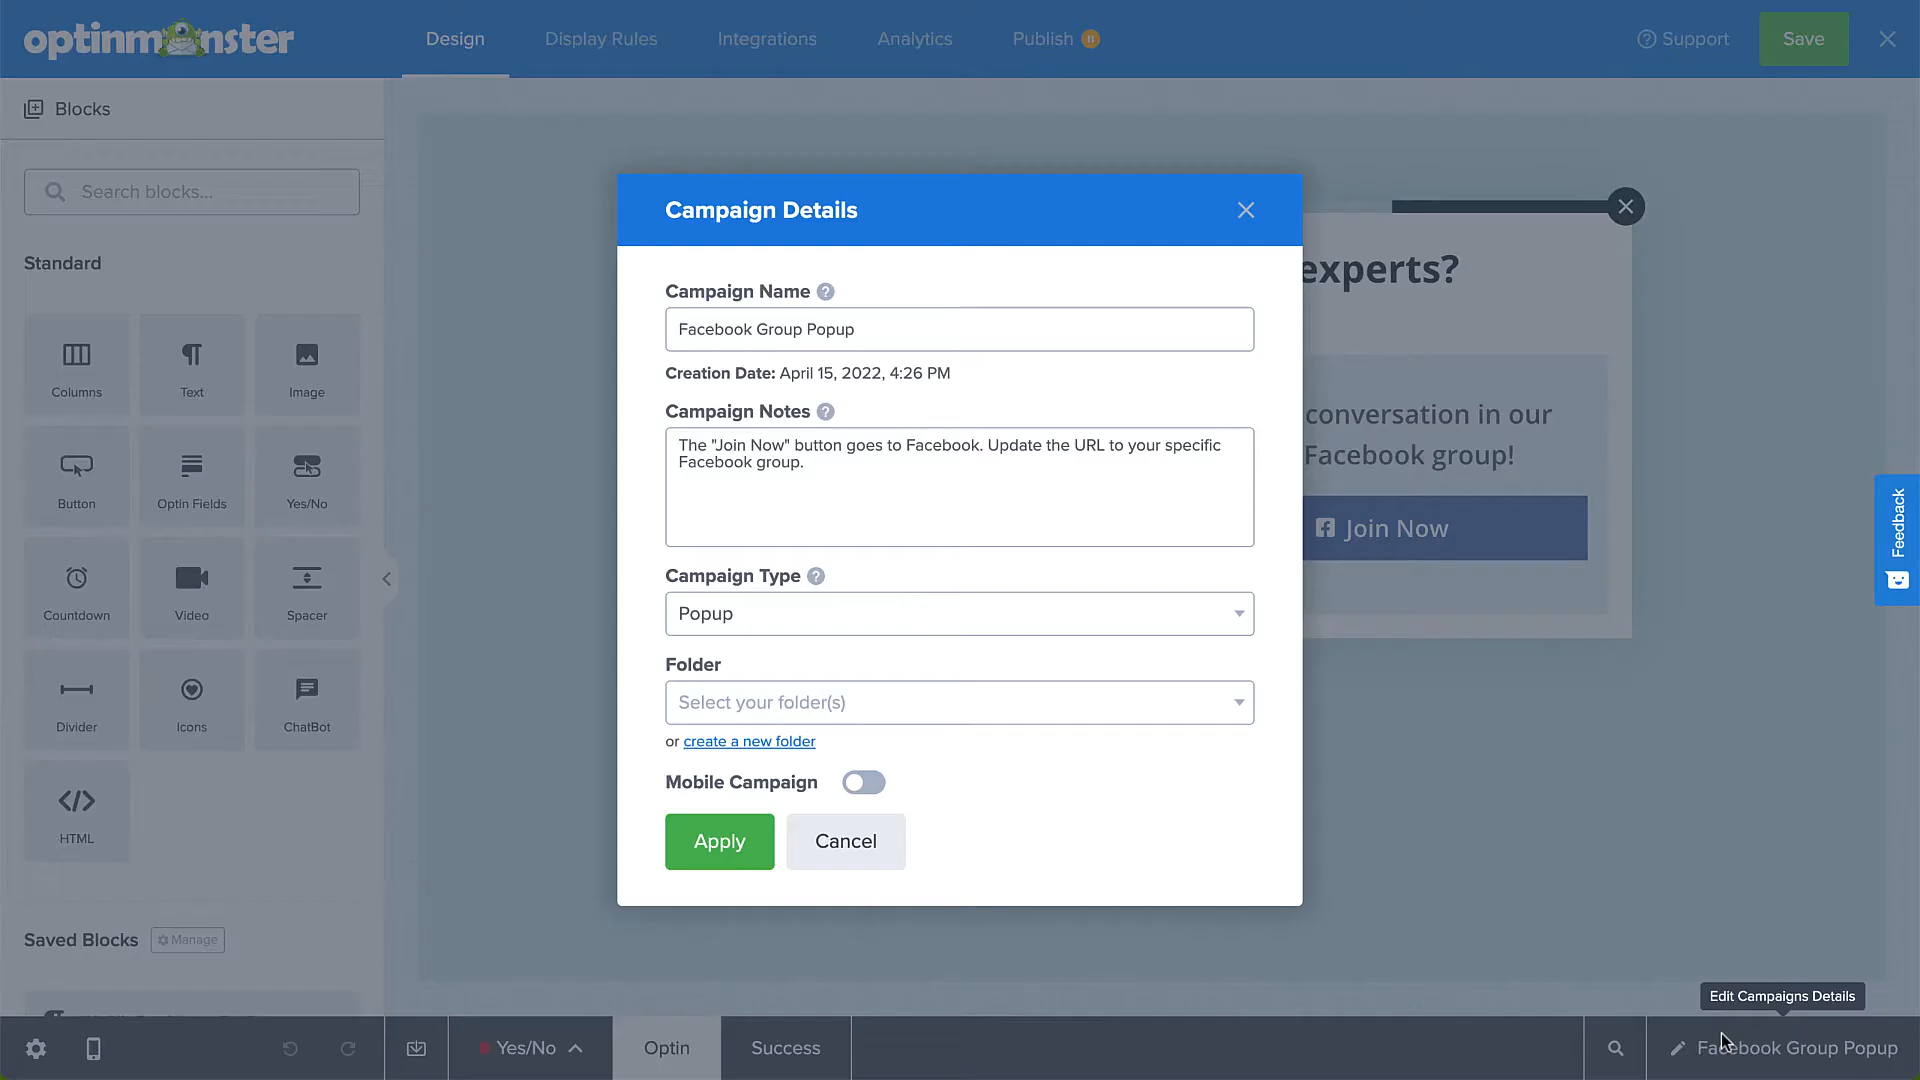 optinmonster
Design
Display Rules
Integrations
Analytics
Publish
Support
Save
Blocks
Search blocks...
Standard
Columns
Text
Image
Button
Optin Fields
Yes/No
Countdown
Video
Spacer
Divider
Icons
ChatBot
HTML
Saved Blocks
Manage
Campaign Details
Campaign Name ?
Facebook Group Popup
Creation Date: April 15, 2022, 4:26 PM
Campaign Notes ?
The "Join Now" button goes to Facebook. Update the URL to your specific
Facebook group.
Campaign Type ?
Popup
Folder
Select your folder(s)
or create a new folder
Mobile Campaign
Apply
Cancel
experts?
conversation in our
Facebook group!
Join Now
Feedback
Edit Campaigns Details
Yes/No
Optin
Success
Facebook Group Popup